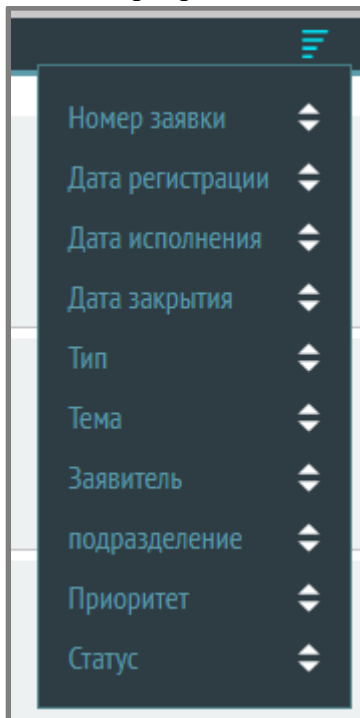 Номер заявки
Дата регистрации
Дата исполнения
Дата закрытия
Тип
Тема
Заявитель
подразделение
Приоритет
Статус